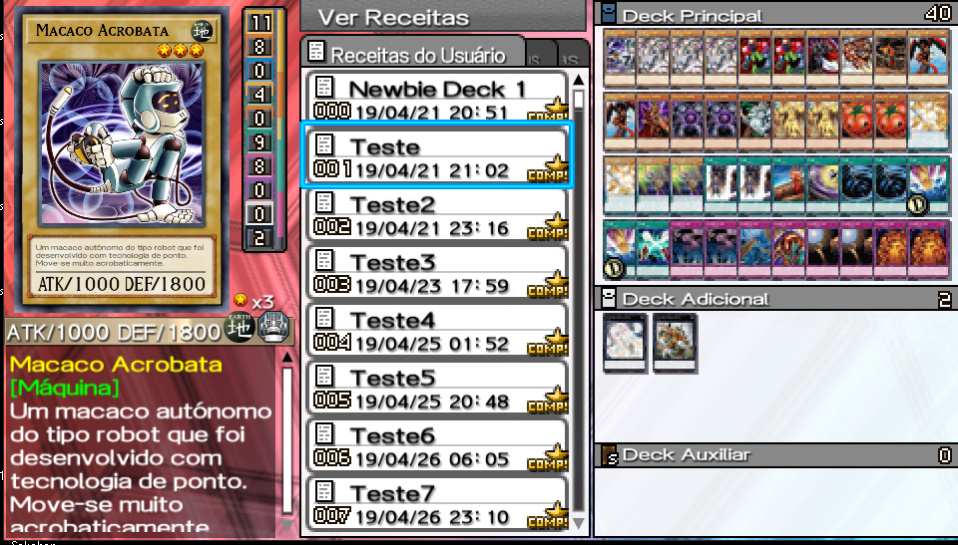 Macaco Acrobata
Um macaco autônomo do tipo robot que foi
desenvolvido com tecnologia de ponto.
Move-se muito acrobaticamente.
ATK/1000 DEF/1800
x3
ATK/1000 DEF/1800
EARTH 地
Macaco Acrobata
[Máquina]
Um macaco autónomo
do tipo robot que foi
desenvolvido com
tecnologia de ponto.
Move-se muito
acrobaticamente
11
8
0
4
0
9
8
0
0
2
Ver Receitas
Receitas do Usuário
Newbie Deck 1
000 19/04/21 20:51 COMP!
Teste
001 19/04/21 21:02 COMP!
Teste2
002 19/04/21 23:16 COMP!
Teste3
003 19/04/23 17:59 COMP!
Teste4
004 19/04/25 01:52 COMP!
Teste5
005 19/04/25 20:48 COMP!
Teste6
006 19/04/26 06:05 COMP!
Teste7
007 19/04/26 23:10 COMP!
Deck Principal 40
Deck Adicional 2
Deck Auxiliar 0